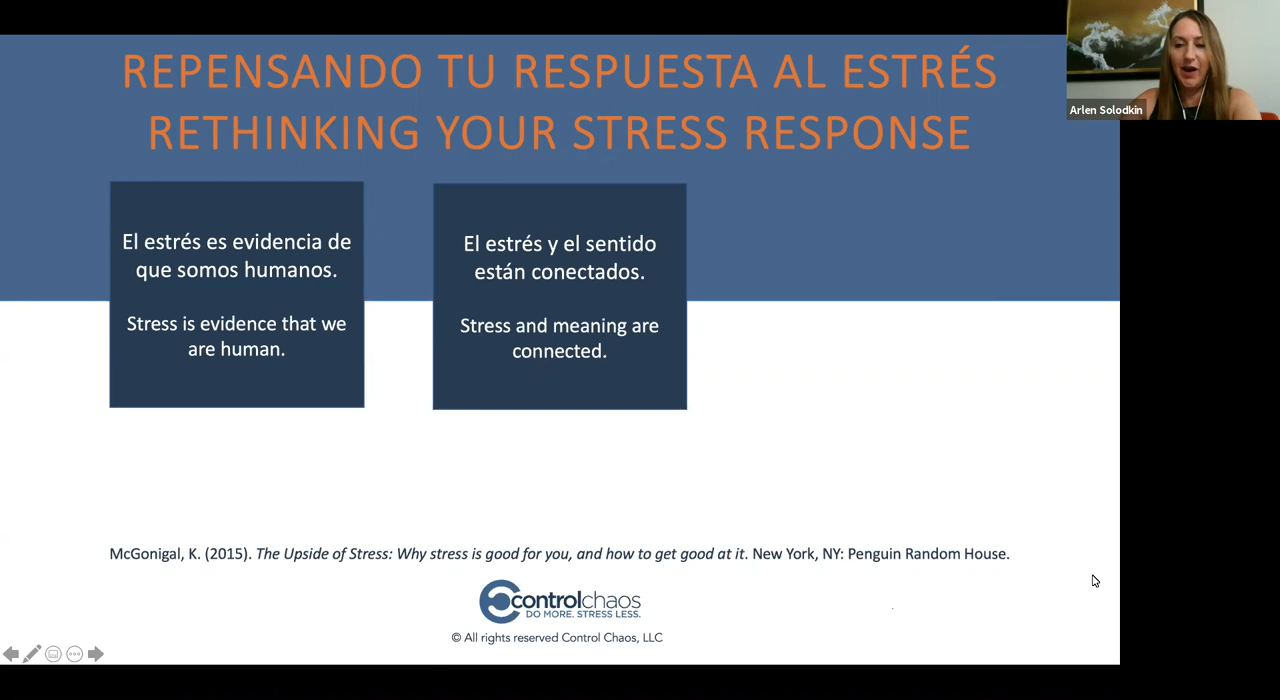 REPENSANDO TU RESPUESTA AL ESTRÉS
RETHINKING YOUR STRESS RESPONSE
Arlen Solodkin
El estrés es evidencia de
que somos humanos.
Stress is evidence that we
are human.
El estrés y el sentido
están conectados.
Stress and meaning are
connected.
McGonigal, K. (2015). The Upside of Stress: Why stress is good for you, and how to get good at it. New York, NY: Penguin Random House.
controlchaos
DO MORE. STRESS LESS.
© All rights reserved Control Chaos, LLC